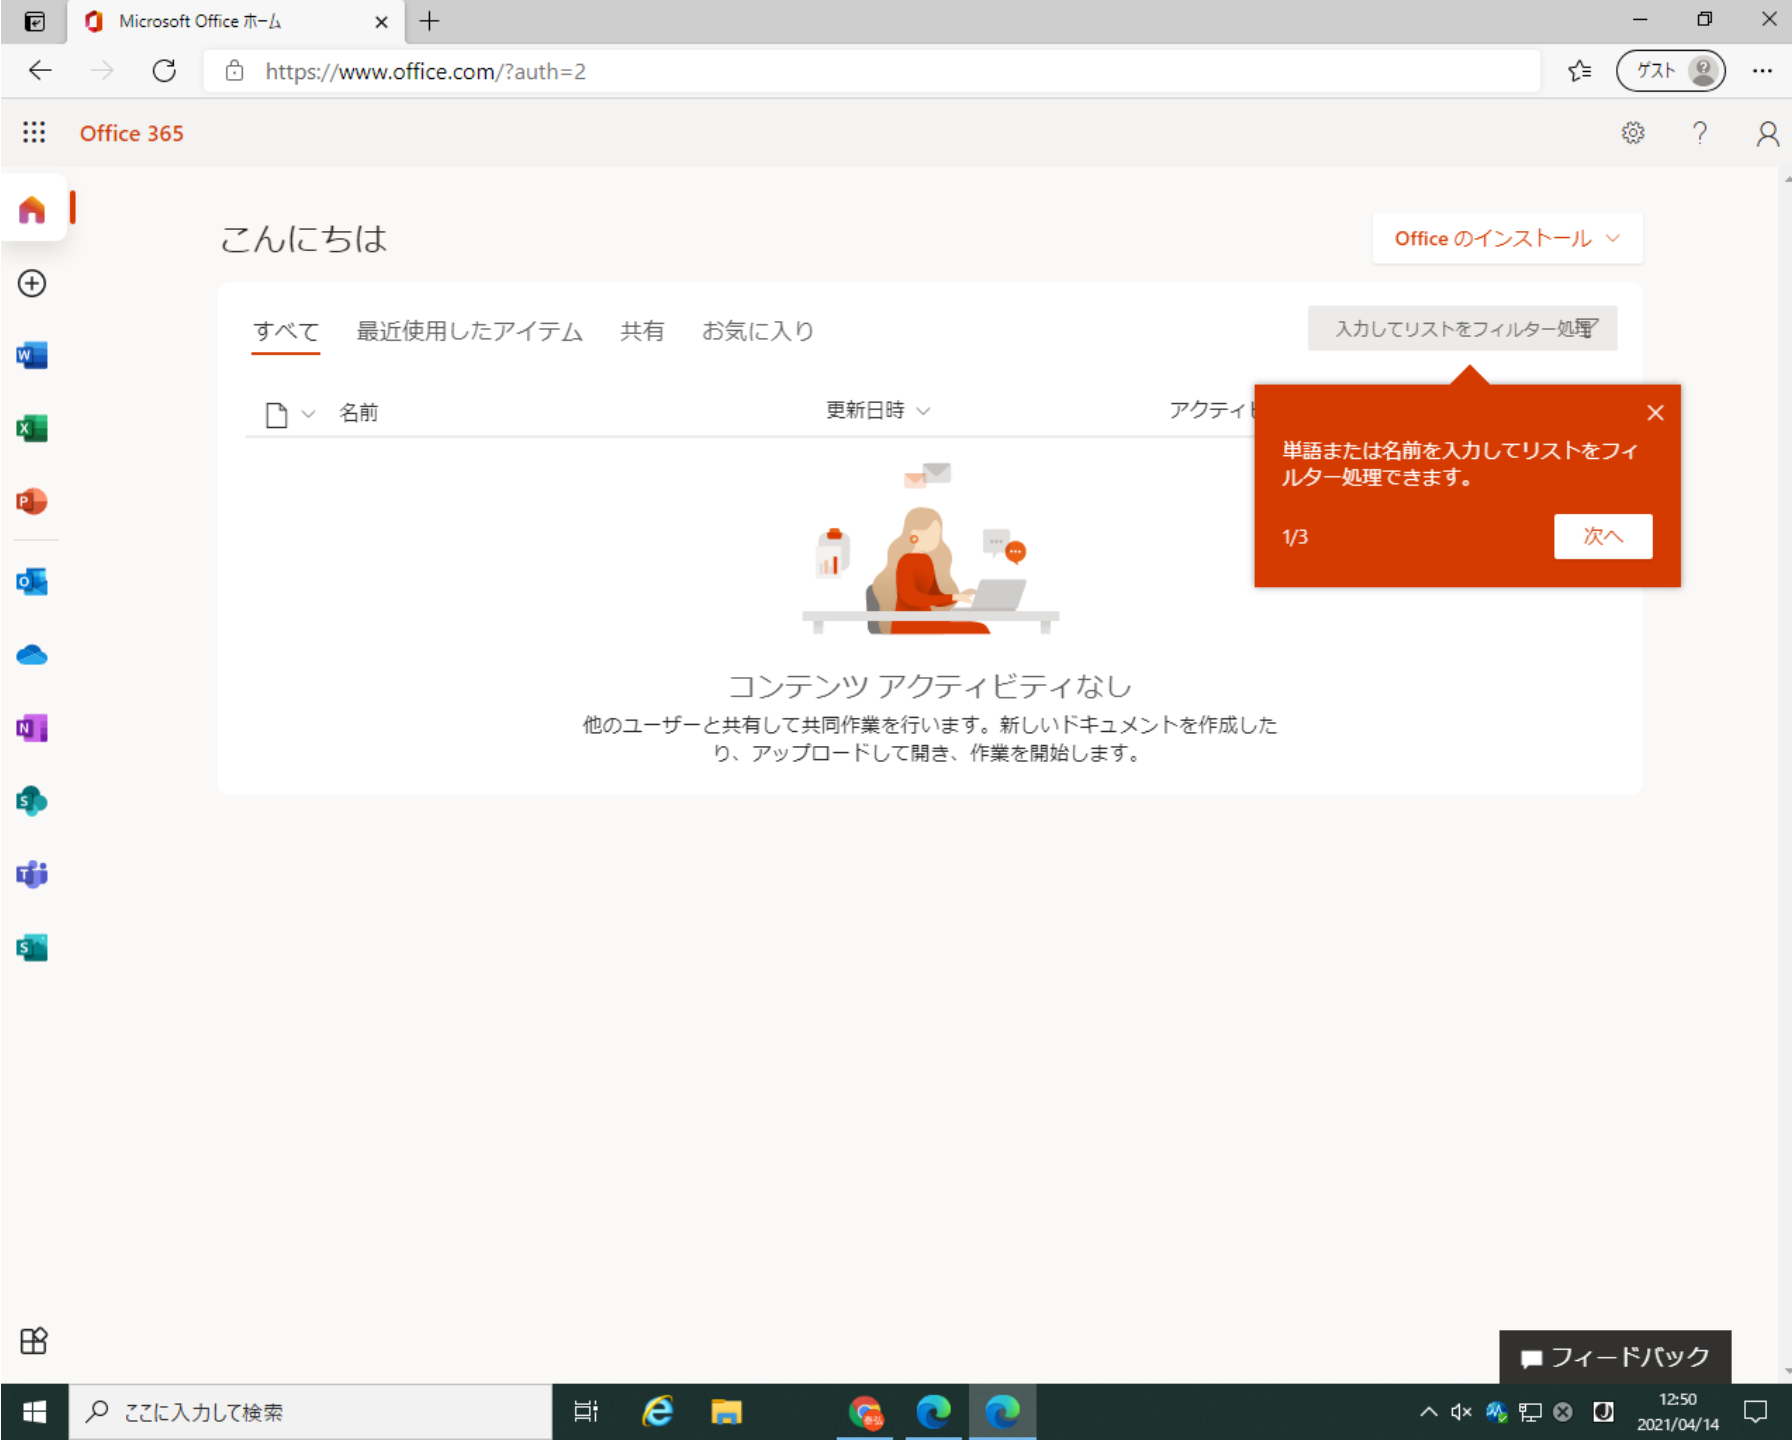 Microsoft Office ホーム
https://www.office.com/?auth=2
ゲスト
Office 365
こんにちは
Office のインストール
すべて 最近使用したアイテム 共有 お気に入り
入力してリストをフィルター処理
名前 更新日時 アクティビ
単語または名前を入力してリストをフィ
ルター処理できます。
1/3 次へ
コンテンツ アクティビティなし
他のユーザーと共有して共同作業を行います。新しいドキュメントを作成した
り、アップロードして開き、作業を開始します。
フィードバック
ここに入力して検索
12:50
2021/04/14